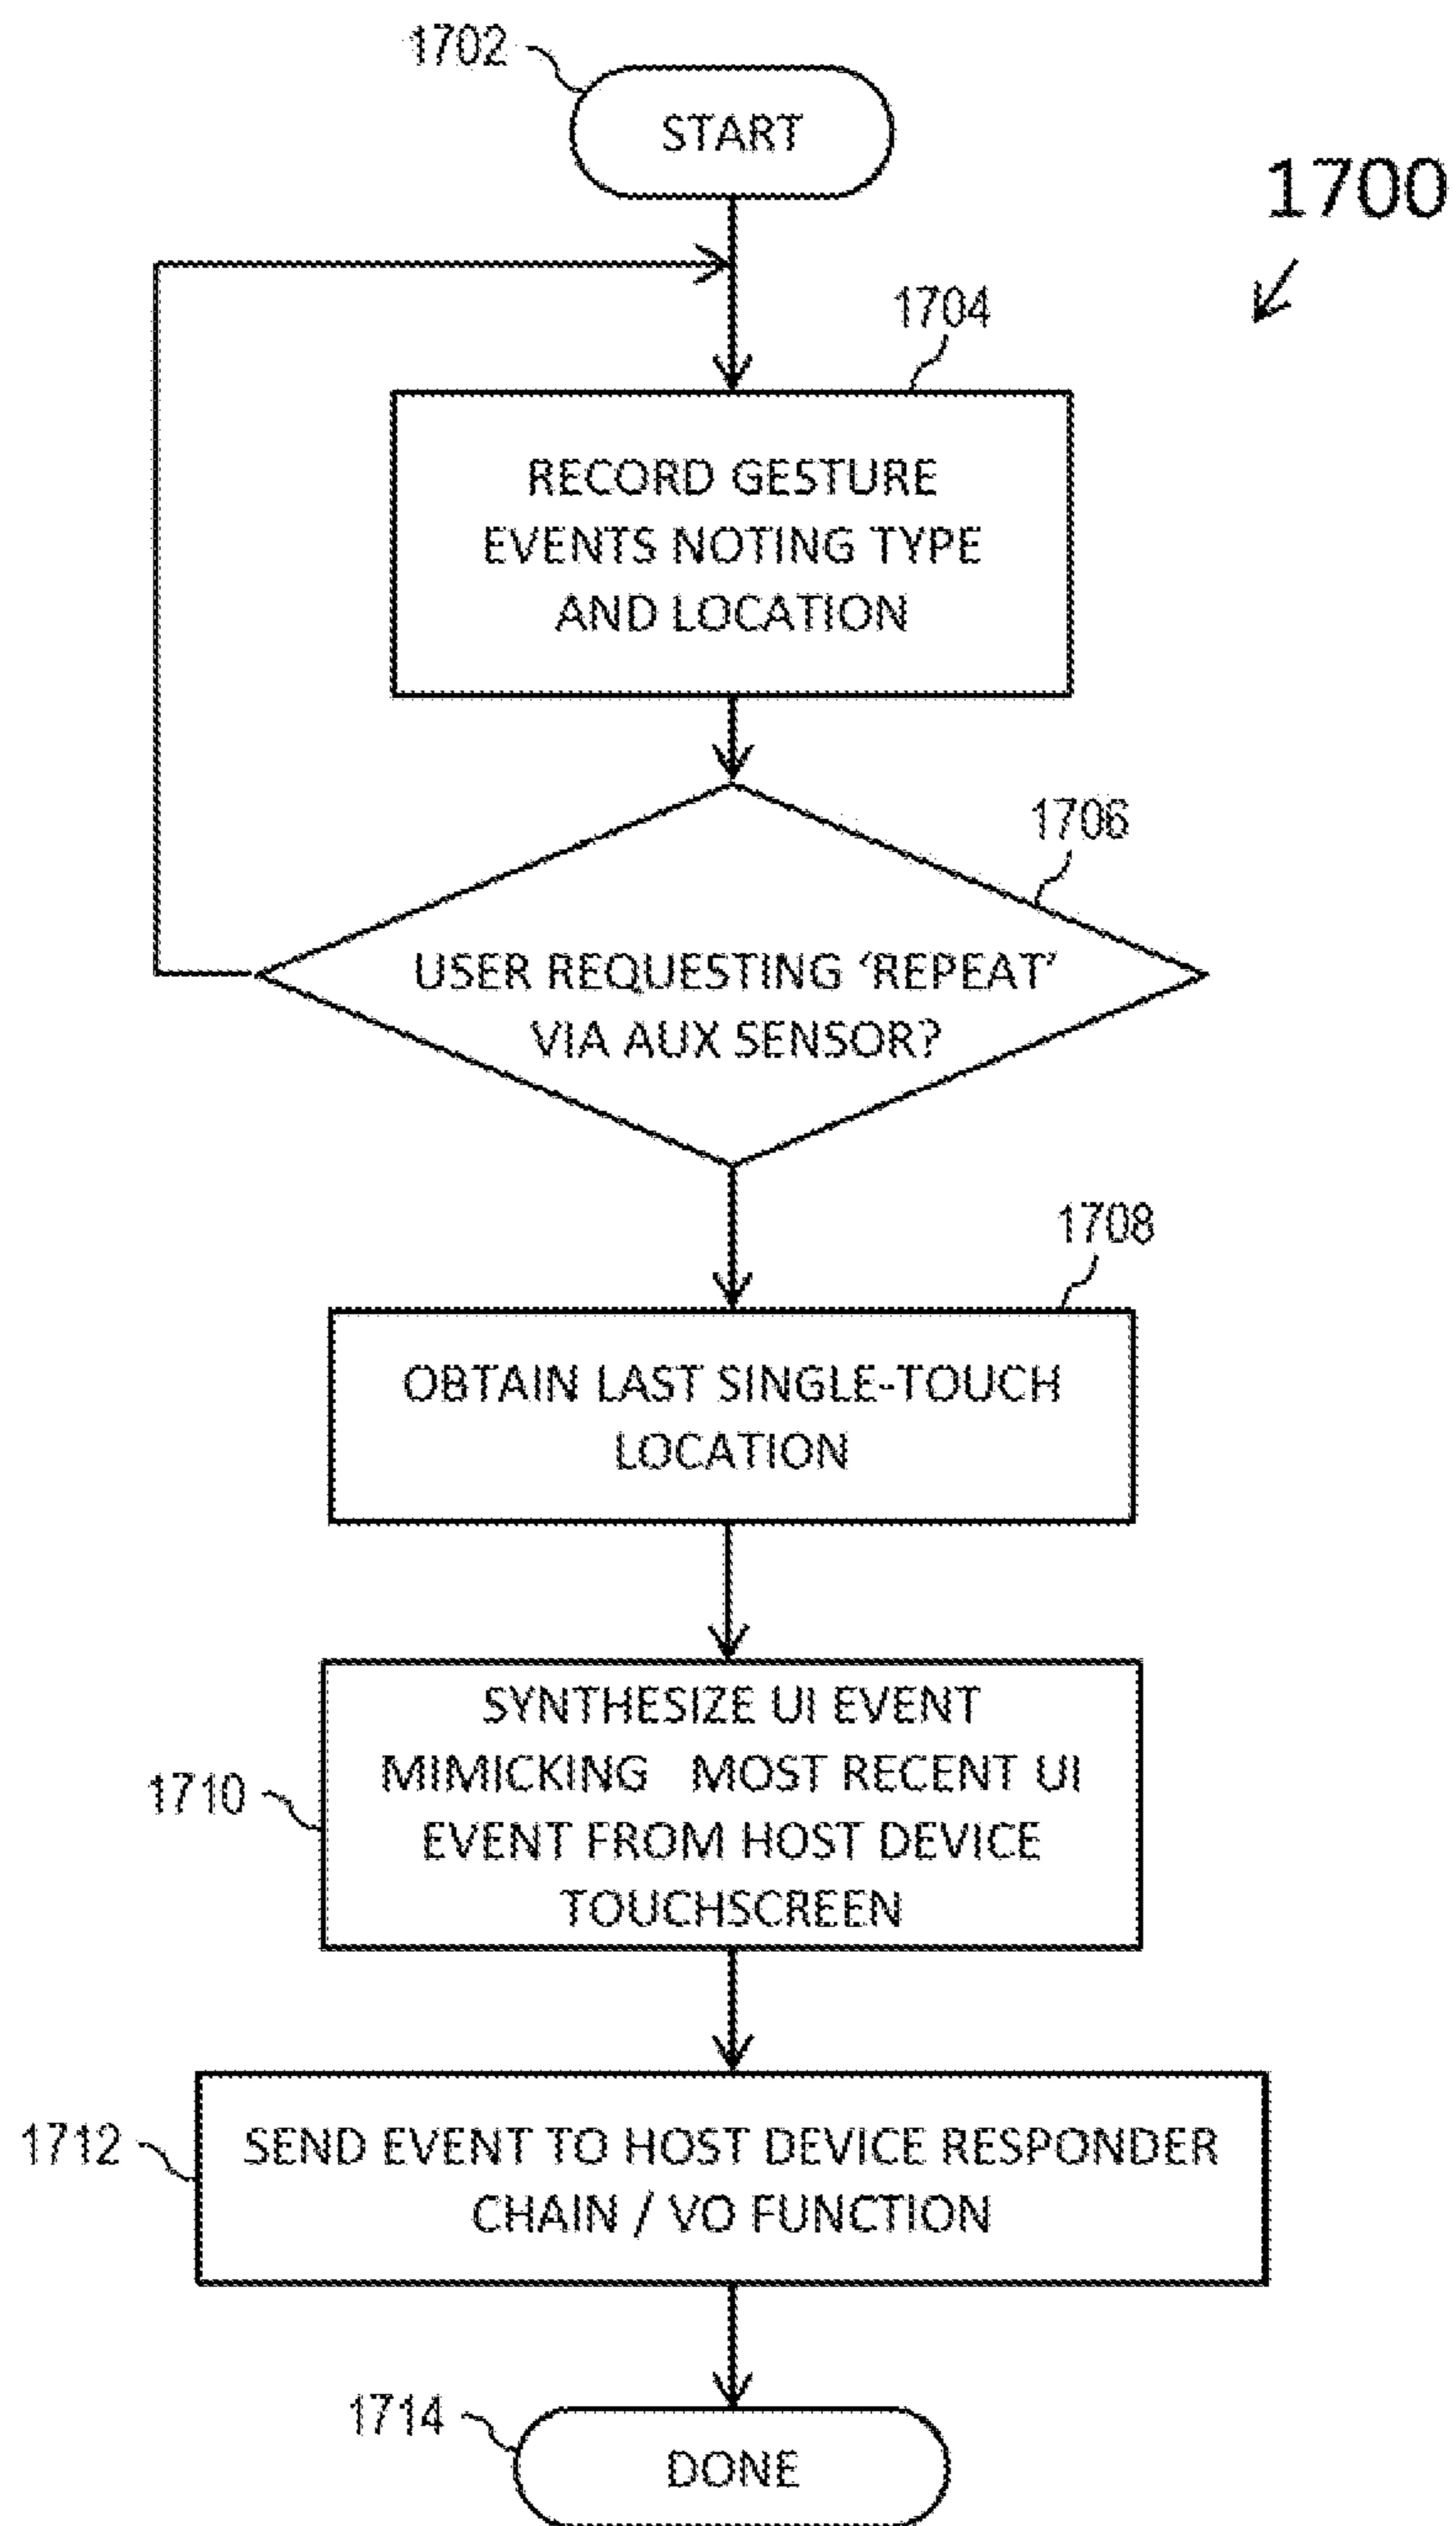 1702
START
1700
1704
RECORD GESTURE
EVENTS NOTING TYPE
AND LOCATION
1706
USER REQUESTING ‘REPEAT’
VIA AUX SENSOR?
1708
OBTAIN LAST SINGLE-TOUCH
LOCATION
1710
SYNTHESIZE UI EVENT
MIMICKING MOST RECENT UI
EVENT FROM HOST DEVICE
TOUCHSCREEN
1712
SEND EVENT TO HOST DEVICE RESPONDER
CHAIN / VO FUNCTION
1714
DONE